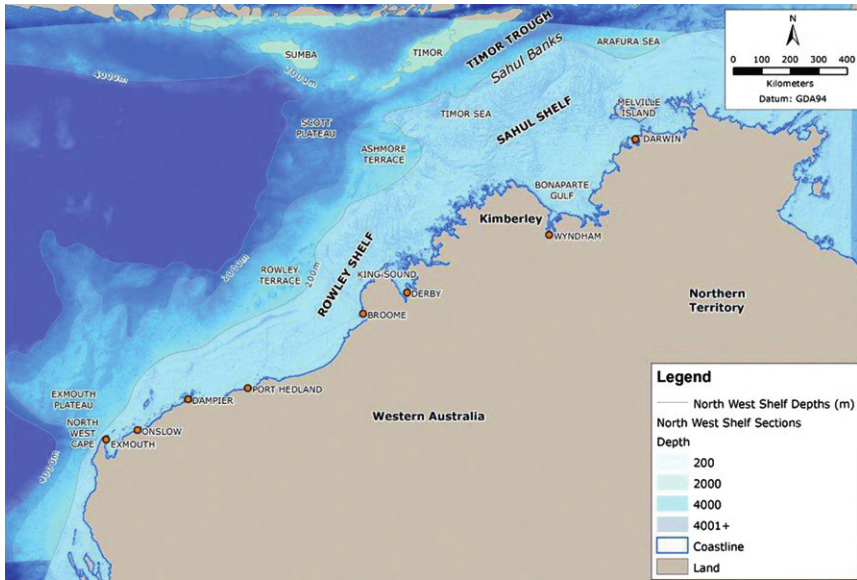 N
0 100 200 300 400
Kilometers
Datum: GDA94
SUMBA
TIMOR
TIMOR TROUGH
Sahul Banks
ARAFURA SEA
4000m
2000m
SCOTT
PLATEAU
TIMOR SEA
SAHUL SHELF
MELVILLE
ISLAND
DARWIN
ASHMORE
TERRACE
BONAPARTE
GULF
Kimberley
WYNDHAM
2000m
ROWLEY
TERRACE
200m
ROWLEY SHELF
KING SOUND
DERBY
BROOME
Northern
Territory
EXMOUTH
PLATEAU
PORT HEDLAND
DAMPIER
Western Australia
NORTH
WEST
CAPE
ONSLOW
EXMOUTH
4000m
Legend
North West Shelf Depths (m)
North West Shelf Sections
Depth
200
2000
4000
4001+
Coastline
Land